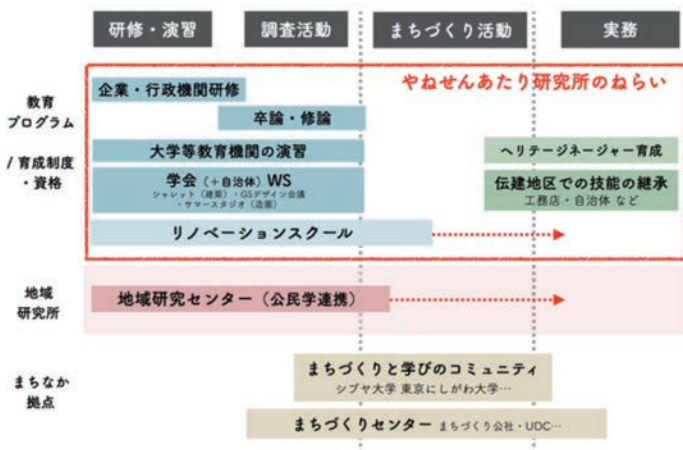 研修・演習
調査活動
まちづくり活動
実務
やねせんあたり研究所のねらい
教育
プログラム
/ 育成制度
・資格
企業・行政機関研修
卒論・修論
大学等教育機関の演習
ヘリテージネージャー育成
学会（＋自治体）WS
シャレット（建築）・GSデザイン会議
・サマースタジオ（造園）
伝建地区での技能の継承
工務店・自治体 など
リノベーションスクール
地域
研究所
地域研究センター（公民学連携）
まちなか
拠点
まちづくりと学びのコミュニティ
シブヤ大学 東京にしがわ大学…
まちづくりセンター まちづくり公社・UDC…